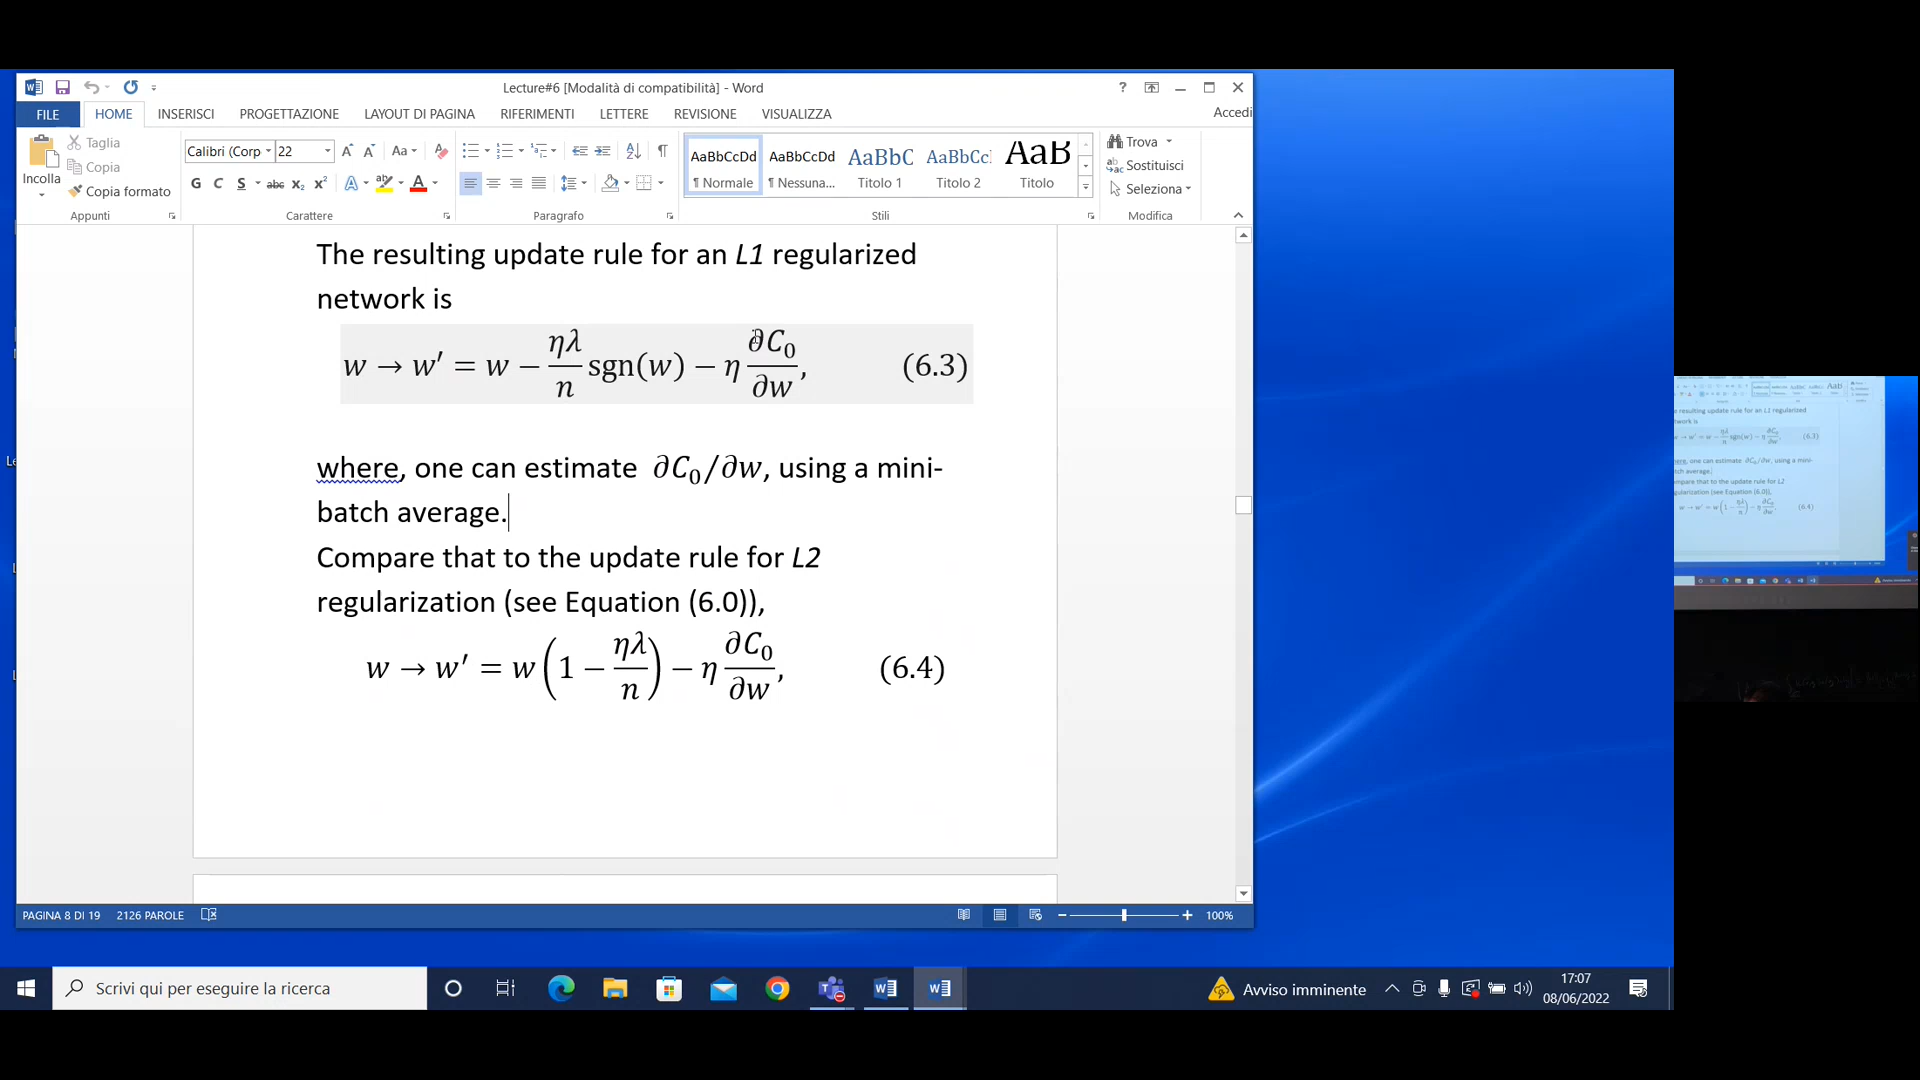 Lecture#6 [Modalità di compatibilità] - Word
FILE HOME INSERISCI PROGETTAZIONE LAYOUT DI PAGINA RIFERIMENTI LETTERE REVISIONE VISUALIZZA Accedi
Incolla
Taglia
Copia
Copia formato
Calibri (Corp 22
G C S abc x₂ x²
AaBbCcDd AaBbCcDd AaBbC AaBbCc AaB
¶ Normale ¶ Nessuna... Titolo 1 Titolo 2 Titolo
Trova
Sostituisci
Seleziona
Appunti Carattere Paragrafo Stili Modifica
The resulting update rule for an L1 regularized
network is
w → w′ = w − ηλ/n sgn(w) − η ∂C₀/∂w, (6.3)
where, one can estimate ∂C₀/∂w, using a mini-
batch average.
Compare that to the update rule for L2
regularization (see Equation (6.0)),
w → w′ = w(1 − ηλ/n) − η ∂C₀/∂w, (6.4)
PAGINA 8 DI 19 2126 PAROLE 100%
Scrivi qui per eseguire la ricerca
Avviso imminente
17:07
08/06/2022